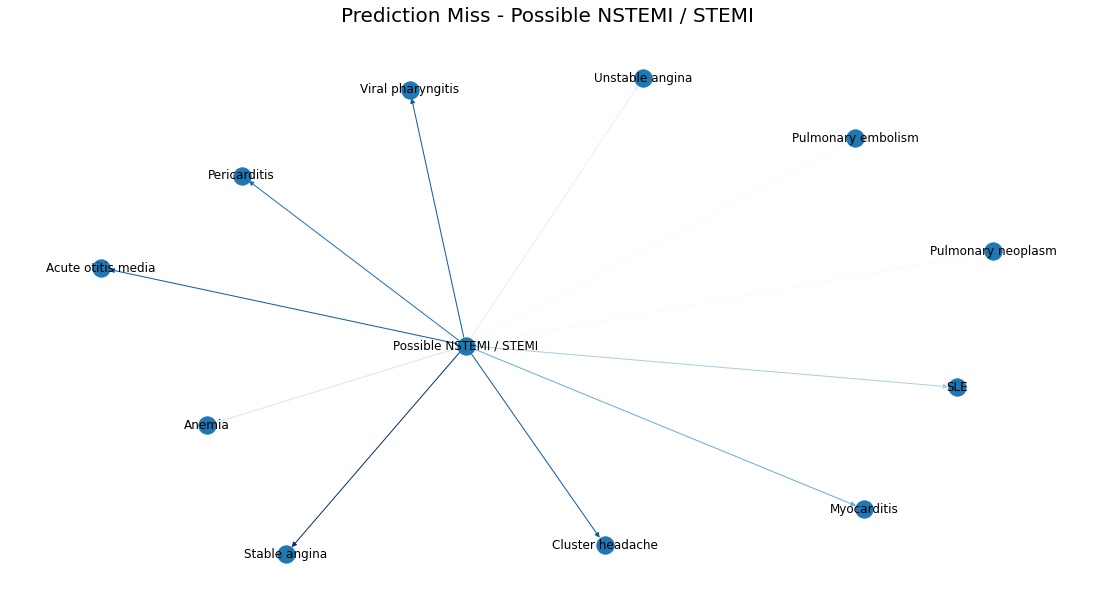 Prediction Miss - Possible NSTEMI / STEMI
Unstable angina
Viral pharyngitis
Pulmonary embolism
Pericarditis
Pulmonary neoplasm
Acute otitis media
Possible NSTEMI / STEMI
SLE
Anemia
Myocarditis
Cluster headache
Stable angina